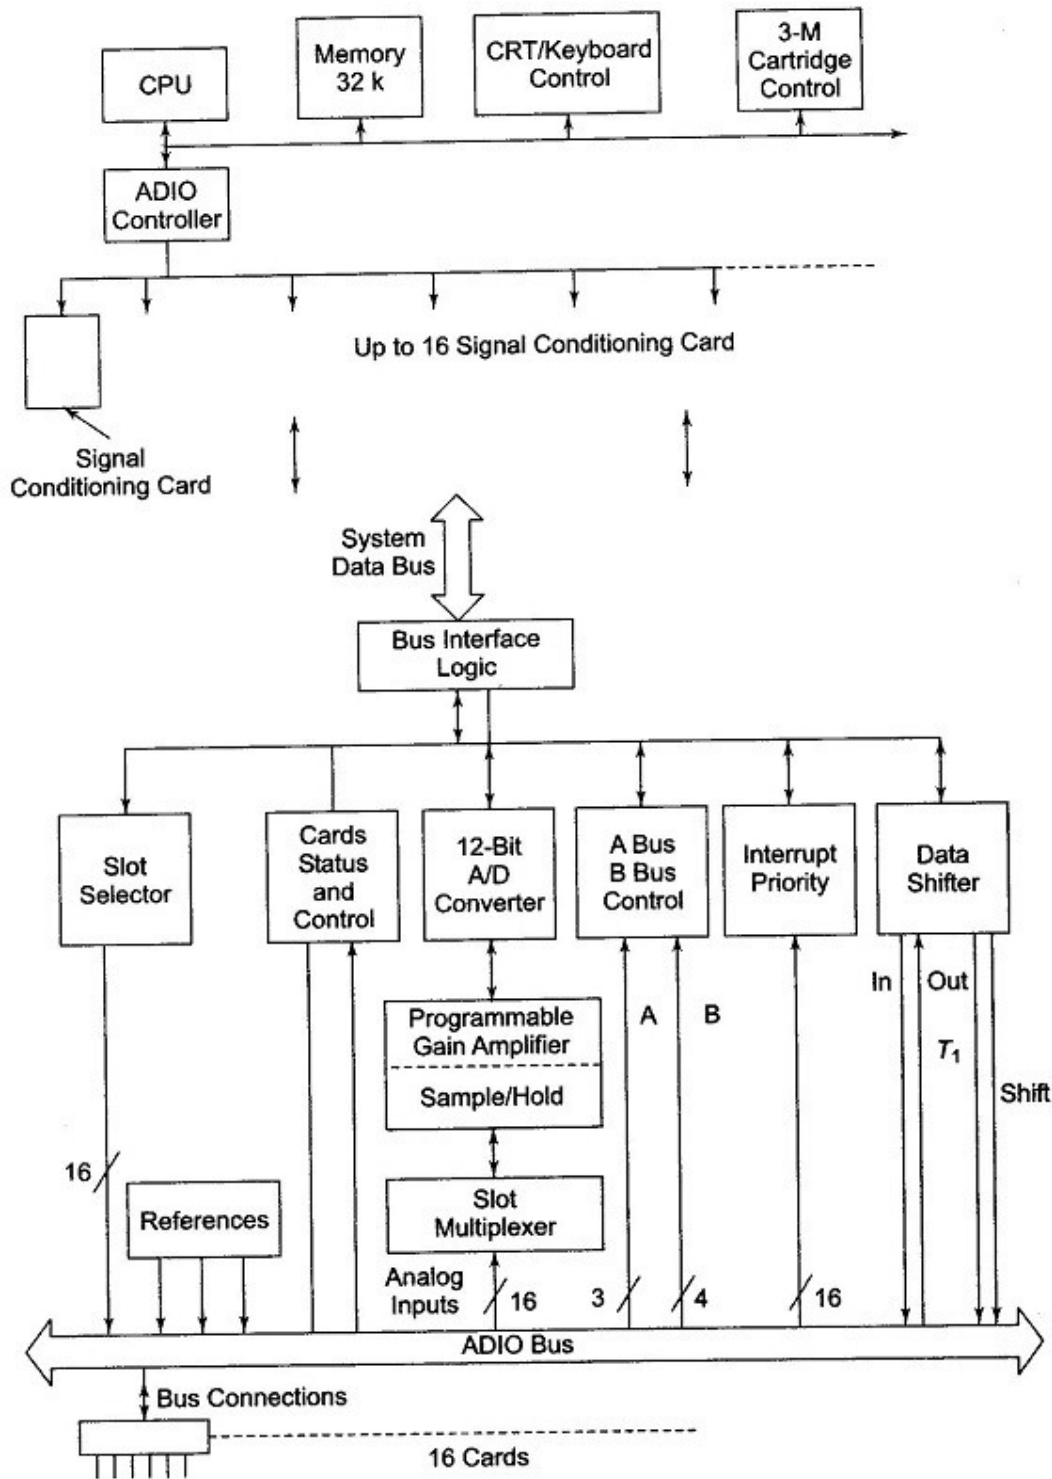 CPU
Memory
32 k
CRT/Keyboard
Control
3-M
Cartridge
Control
ADIO
Controller
Up to 16 Signal Conditioning Card
Signal
Conditioning Card
System
Data Bus
Bus Interface
Logic
Slot
Selector
Cards
Status
and
Control
12-Bit
A/D
Converter
A Bus
B Bus
Control
Interrupt
Priority
Data
Shifter
In
Out
A
B
T1
Shift
Programmable
Gain Amplifier
Sample/Hold
16
References
Slot
Multiplexer
Analog
Inputs
16
3
4
16
ADIO Bus
Bus Connections
16 Cards